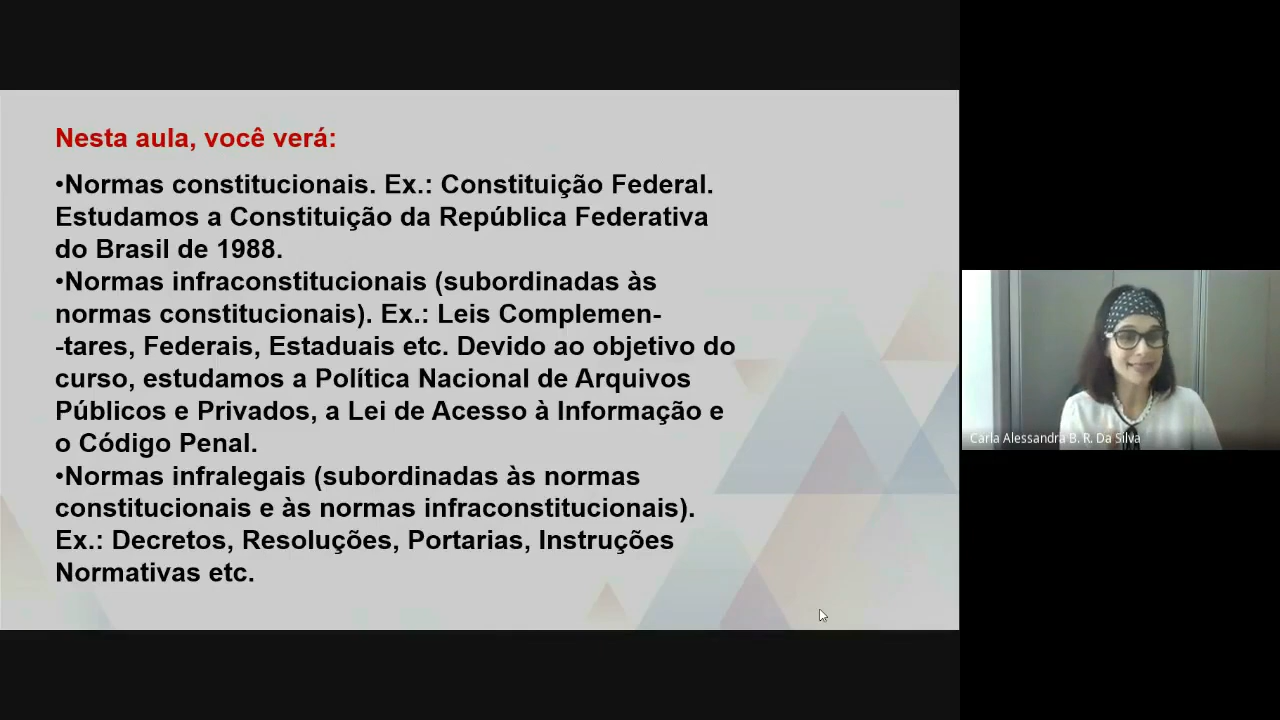 Nesta aula, você verá:
•Normas constitucionais. Ex.: Constituição Federal.
Estudamos a Constituição da República Federativa
do Brasil de 1988.
•Normas infraconstitucionais (subordinadas às
normas constitucionais). Ex.: Leis Complemen-
-tares, Federais, Estaduais etc. Devido ao objetivo do
curso, estudamos a Política Nacional de Arquivos
Públicos e Privados, a Lei de Acesso à Informação e
o Código Penal.
•Normas infralegais (subordinadas às normas
constitucionais e às normas infraconstitucionais).
Ex.: Decretos, Resoluções, Portarias, Instruções
Normativas etc.
Carla Alessandra B. R. Da Silva